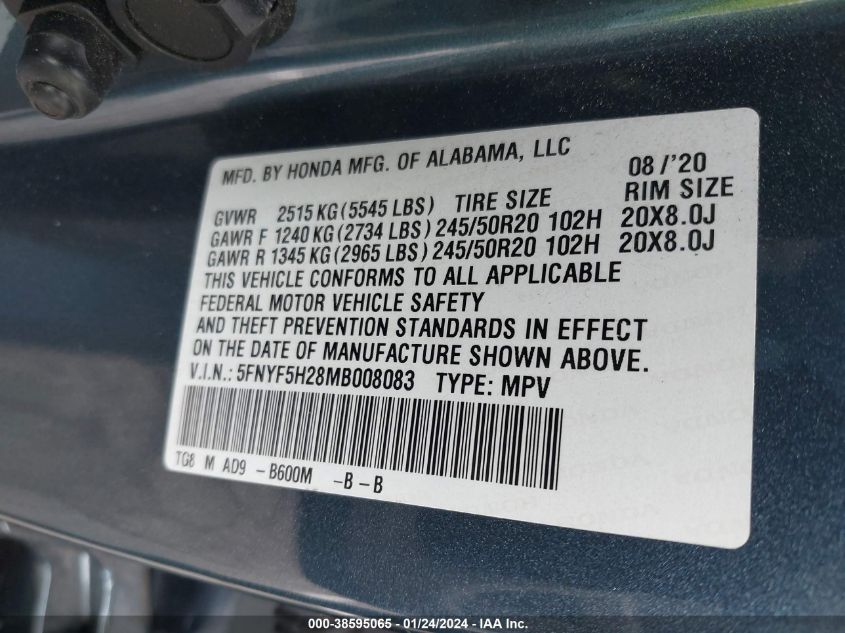 MFD. BY HONDA MFG. OF ALABAMA, LLC 08/'20
GVWR 2515 KG (5545 LBS) TIRE SIZE RIM SIZE
GAWR F 1240 KG (2734 LBS) 245/50R20 102H 20X8.0J
GAWR R 1345 KG (2965 LBS) 245/50R20 102H 20X8.0J
THIS VEHICLE CONFORMS TO ALL APPLICABLE
FEDERAL MOTOR VEHICLE SAFETY
AND THEFT PREVENTION STANDARDS IN EFFECT
ON THE DATE OF MANUFACTURE SHOWN ABOVE.
V.I.N.: 5FNYF5H28MB008083 TYPE: MPV
TG8 M AD9 -B600M -B-B
000-38595065 - 01/24/2024 - IAA Inc.